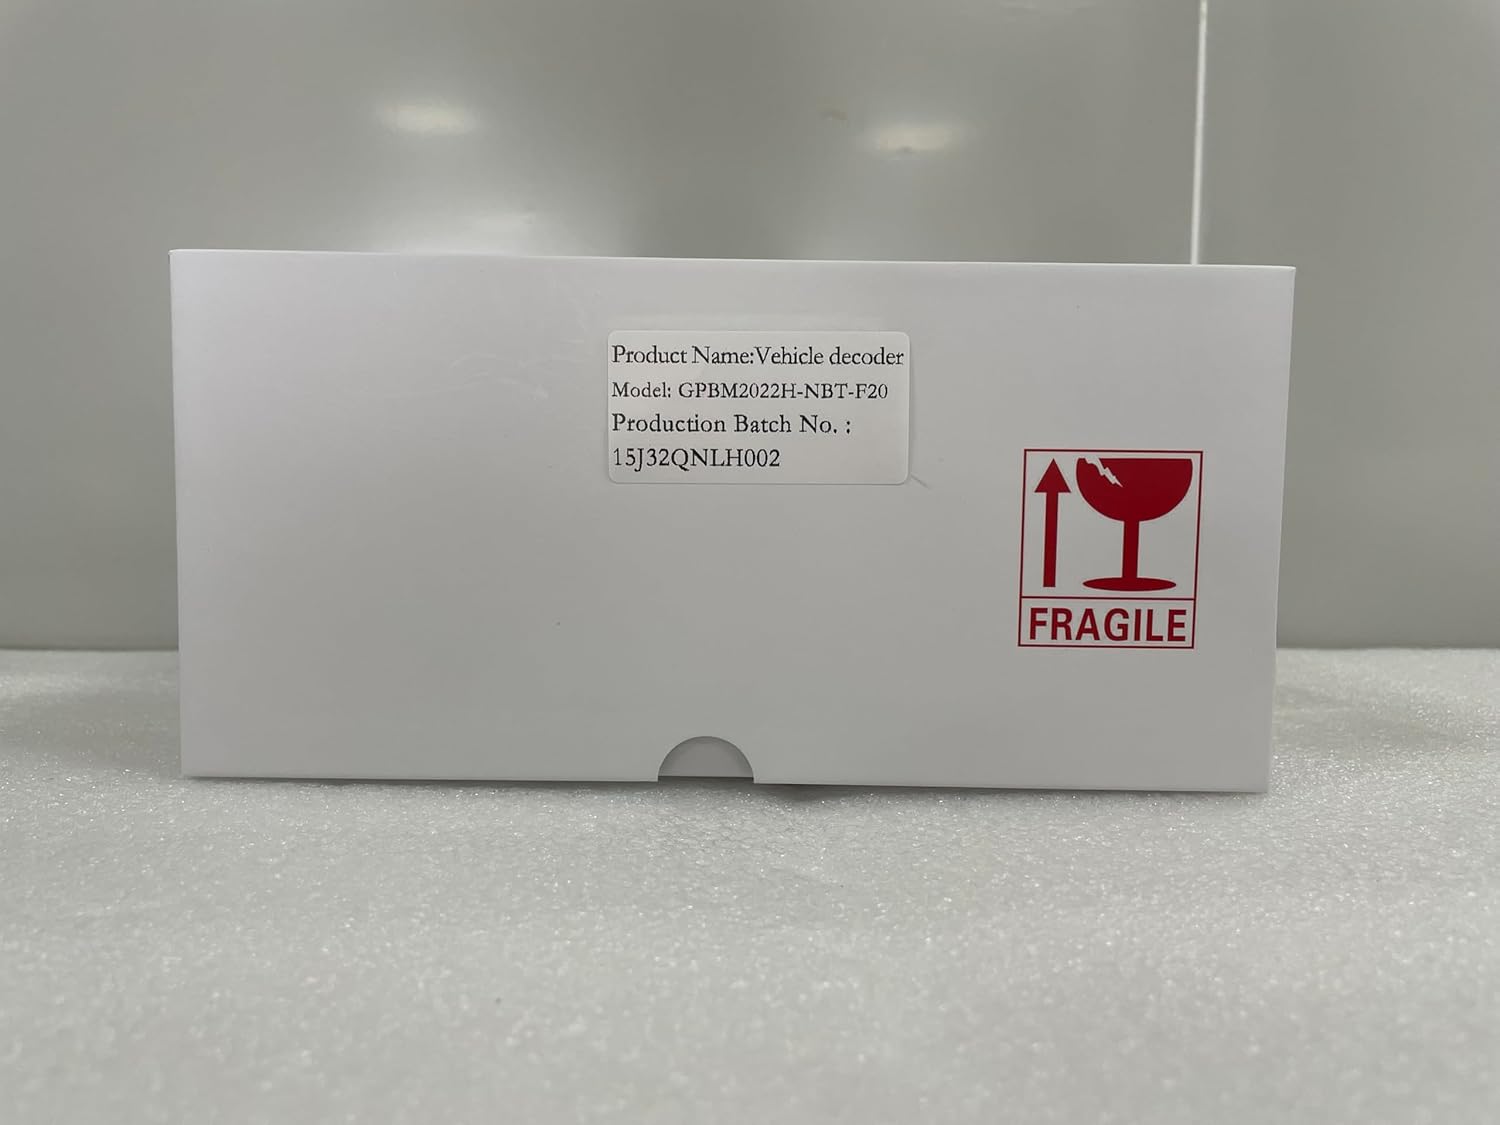 Product Name:Vehicle decoder
Model: GPBM2022H-NBT-F20
Production Batch No. :
15J32QNLH002
FRAGILE